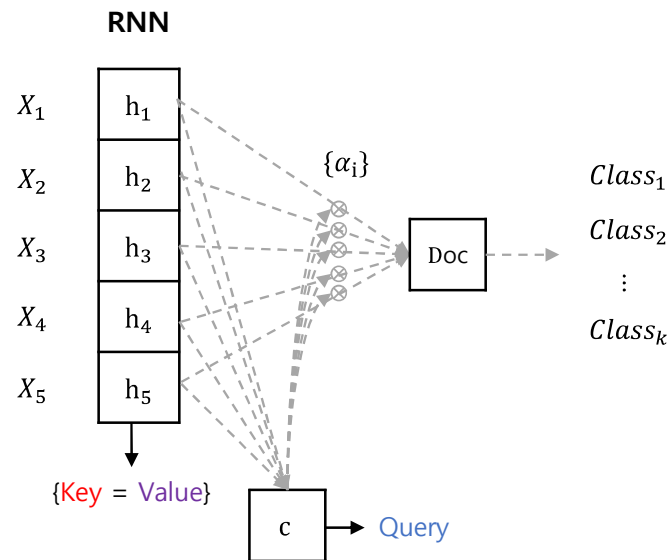 RNN
X₁ h₁
{αᵢ}
X₂ h₂ Class₁
X₃ h₃ Doc Class₂
⋮
X₄ h₄ Classₖ
X₅ h₅
{Key = Value}
c Query